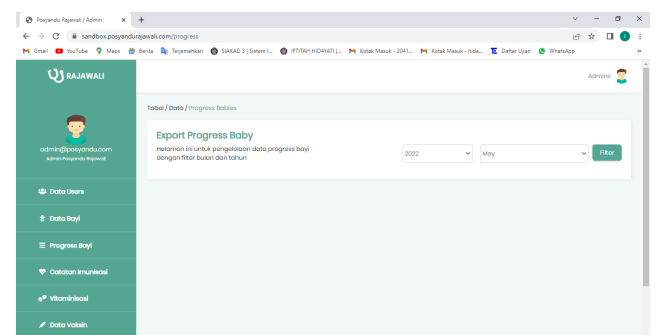 Posyandu Rajawali | Admin
sandbox.posyandurajawali.com/progress
Gmail YouTube Maps Berita Terjemahkan SIAKAD 3 | Sistem I... IFTITAH HIDAYATI |... Kotak Masuk - 2041... Kotak Masuk - hida... Daftar Ujian WhatsApp
RAJAWALI
Admins
Tabel / Data / Progress Babies
admin@posyandu.com
Admin Posyandu Rajawali
Export Progress Baby
Halaman ini untuk pengelolaan data progress bayi
dengan filter bulan dan tahun
2022 May Filter
Data Users
Data Bayi
Progress Bayi
Catatan Imunisasi
Vitaminisasi
Data Vaksin